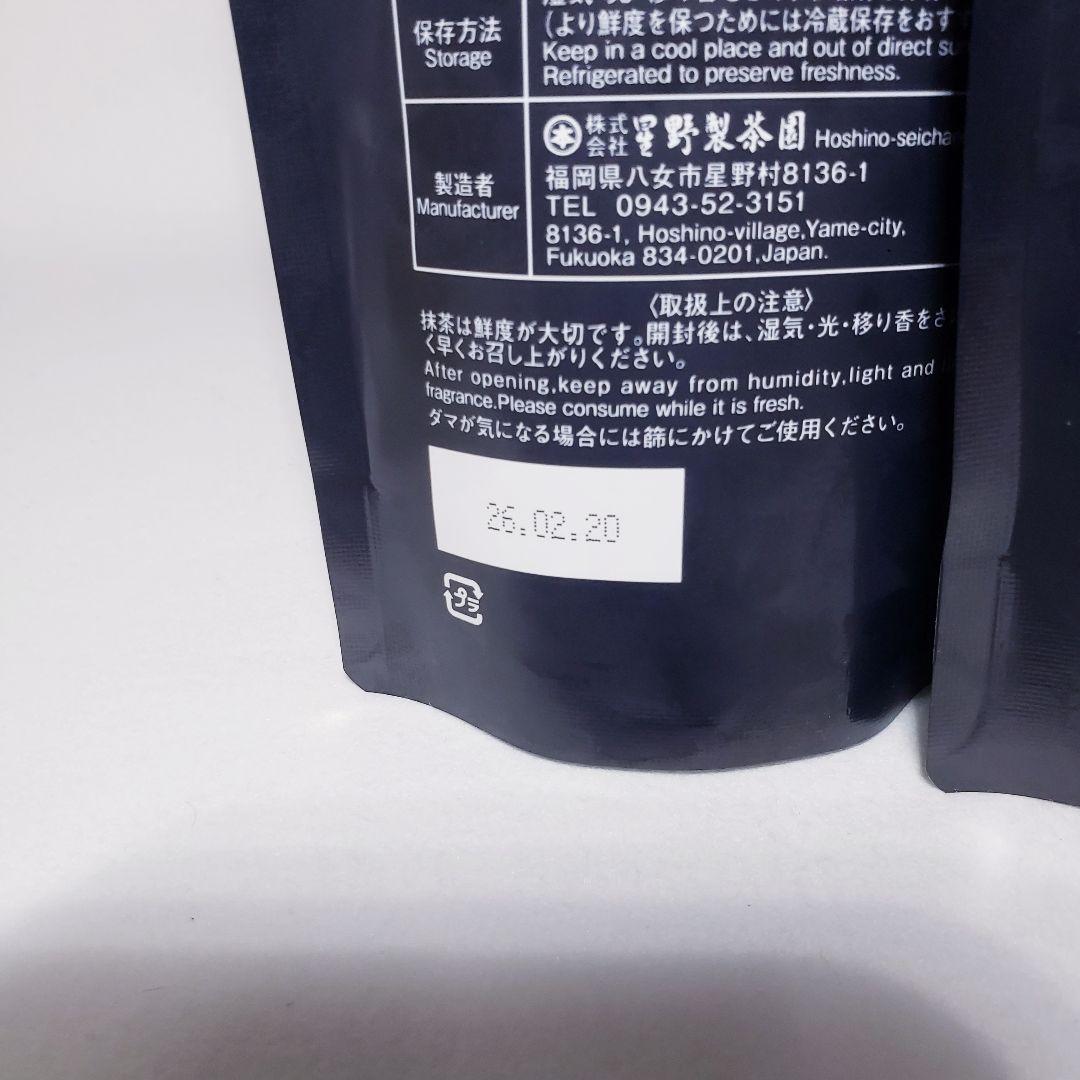 保存方法
Storage
(より鮮度を保つためには冷蔵保存をおす
Keep in a cool place and out of direct
Refrigerated to preserve freshness.
製造者
Manufacturer
株式会社 星野製茶園 Hoshino-seicha
福岡県八女市星野村8136-1
TEL 0943-52-3151
8136-1, Hoshino-village,Yame-city,
Fukuoka 834-0201,Japan.
〈取扱上の注意〉
抹茶は鮮度が大切です。開封後は、湿気・光・移り香を
く早くお召し上がりください。
After opening,keep away from humidity,light and
fragrance.Please consume while it is fresh.
ダマが気になる場合には篩にかけてご使用ください。
26.02.20
プラ